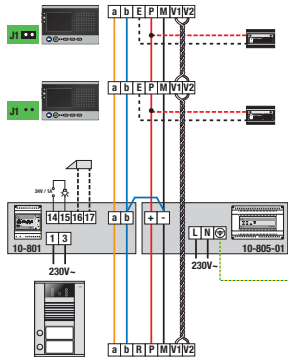 a b E P M V1 V2
J1
a b E P M V1 V2
J1
24V / 1A
14 15 16 17
a b + -
L N
1 3
10-801
10-805-01
230V~
230V~
a b R P M V1 V2